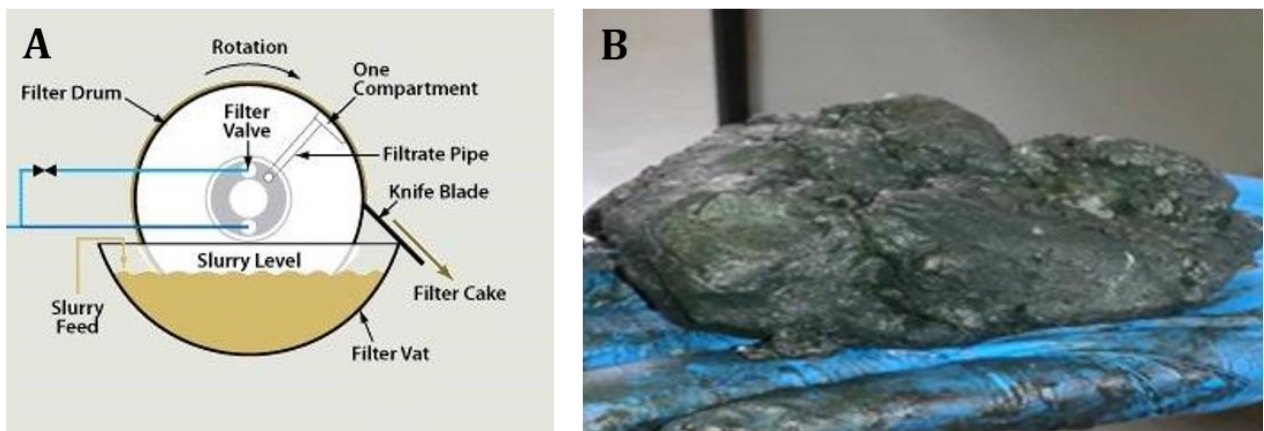 A
Rotation
One
Compartment
Filter Drum
Filter
Valve
Filtrate Pipe
Knife Blade
Slurry Level
Filter Cake
Slurry
Feed
Filter Vat
B